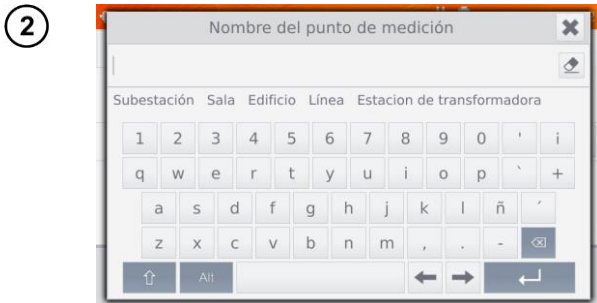 2
Nombre del punto de medición
Subestación Sala Edificio Línea Estacion de transformadora
1 2 3 4 5 6 7 8 9 0 ' i
q w e r t y u i o p ` +
a s d f g h j k l ñ ´
z x c v b n m , . -
Alt